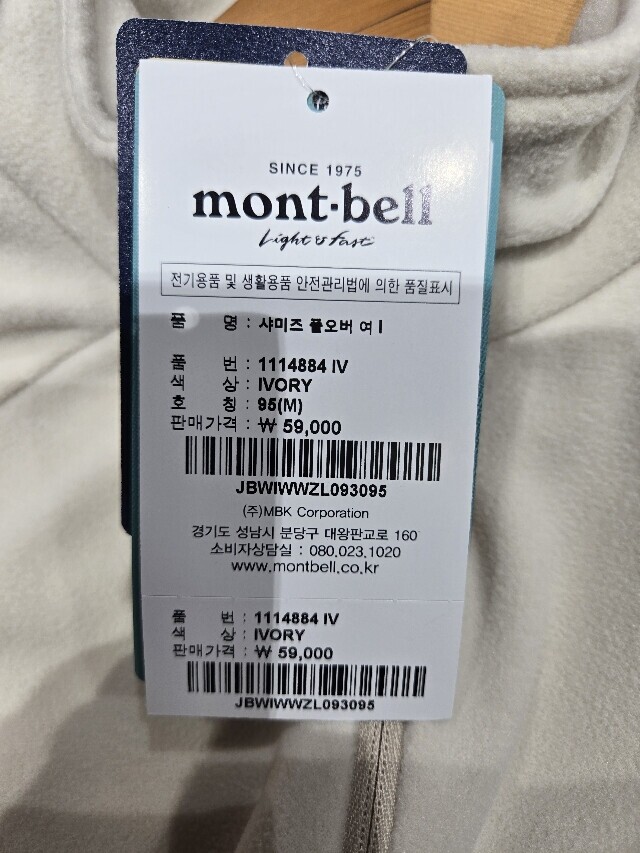 SINCE 1975
mont-bell
Light & Fast
전기용품 및 생활용품 안전관리법에 의한 품질표시
품 명 : 샤미즈 풀오버 여 I
품 번 : 1114884 IV
색 상 : IVORY
호 칭 : 95(M)
판매가격 : ₩ 59,000
JBWIWWZL093095
(주)MBK Corporation
경기도 성남시 분당구 대왕판교로 160
소비자상담실 : 080.023.1020
www.montbell.co.kr
품 번 : 1114884 IV
색 상 : IVORY
판매가격 : ₩ 59,000
JBWIWWZL093095